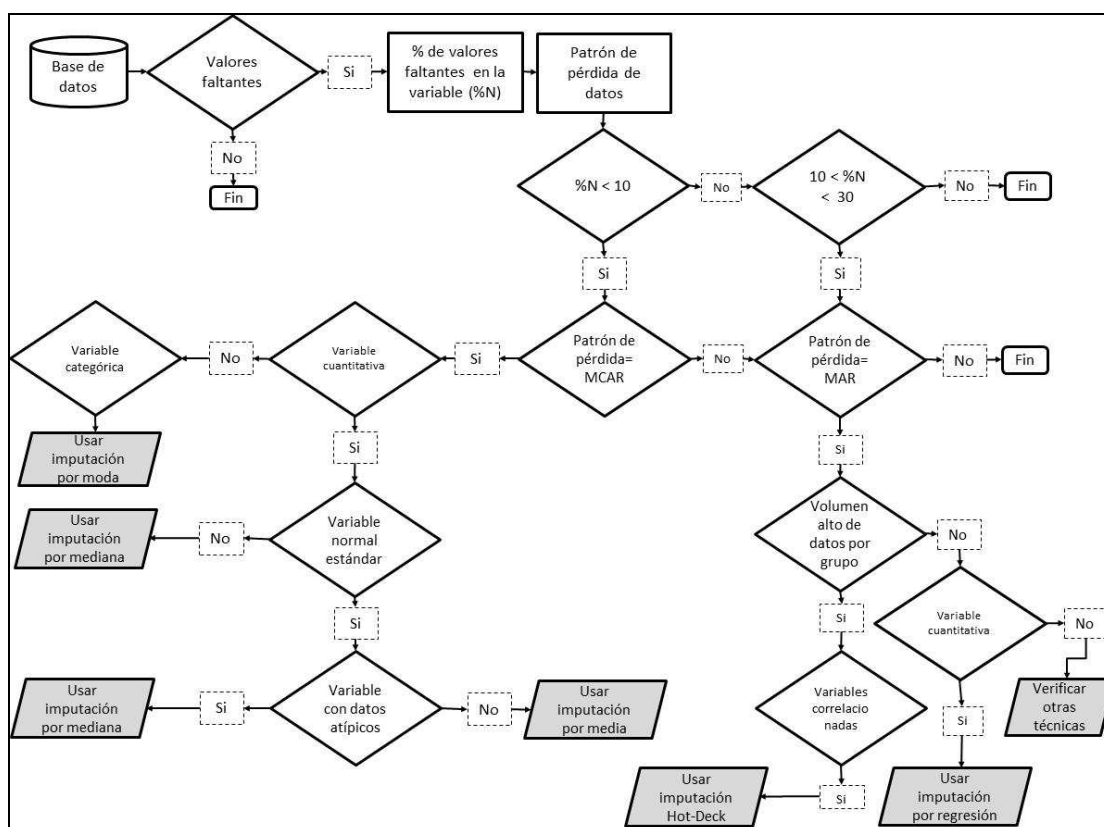 Base de
datos
Valores
faltantes
Si
% de valores
faltantes en la
variable (%N)
Patrón de
pérdida de
datos
No
Fin
%N < 10
No
10 < %N
< 30
No
Fin
Si
Si
Variable
categórica
No
Variable
cuantitativa
Si
Patrón de
pérdida=
MCAR
No
Patrón de
pérdida=
MAR
No
Fin
Usar
imputación
por moda
Si
Si
Usar
imputación
por mediana
No
Variable
normal
estándar
Volumen
alto de
datos por
grupo
No
Si
Si
Variable
cuantitativa
No
Usar
imputación
por mediana
Si
Variable
con datos
atípicos
No
Usar
imputación
por media
Variables
correlacio
nadas
Si
Verificar
otras
técnicas
Usar
imputación
Hot-Deck
Si
Usar
imputación
por regresión